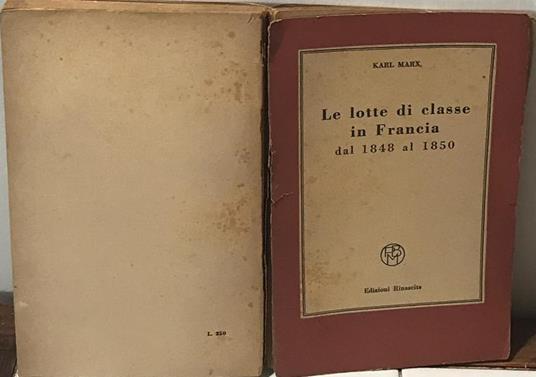 KARL MARX
Le lotte di classe
in Francia
dal 1848 al 1850
Edizioni Rinascita
L. 250